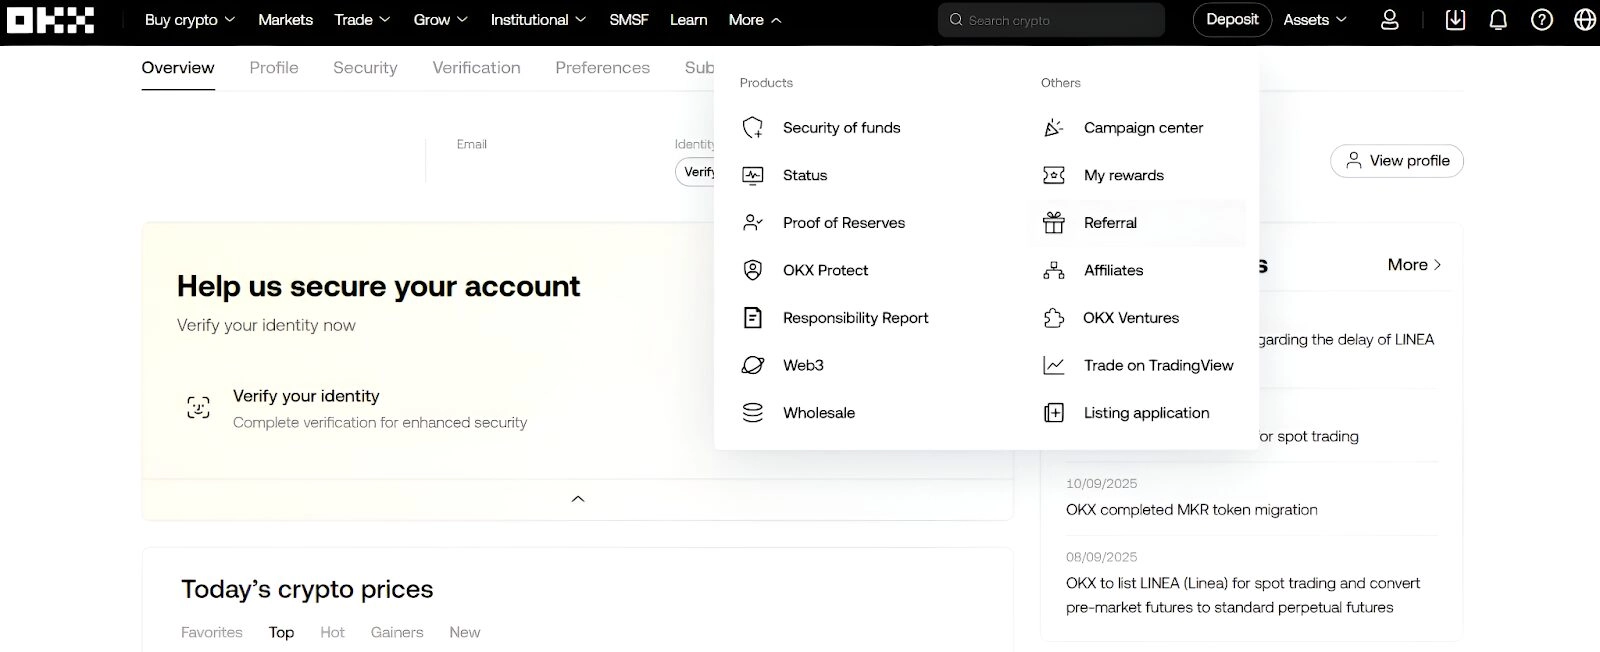 OKX
Buy crypto Markets Trade Grow Institutional SMSF Learn More Search crypto Deposit Assets
Overview Profile Security Verification Preferences Sub
Email
Identity
Verify
View profile
Products
Security of funds
Status
Proof of Reserves
OKX Protect
Responsibility Report
Web3
Wholesale
Others
Campaign center
My rewards
Referral
Affiliates
OKX Ventures
Trade on TradingView
Listing application
Help us secure your account
Verify your identity now
Verify your identity
Complete verification for enhanced security
s More
garding the delay of LINEA
for spot trading
10/09/2025
OKX completed MKR token migration
08/09/2025
OKX to list LINEA (Linea) for spot trading and convert
pre-market futures to standard perpetual futures
Today’s crypto prices
Favorites Top Hot Gainers New